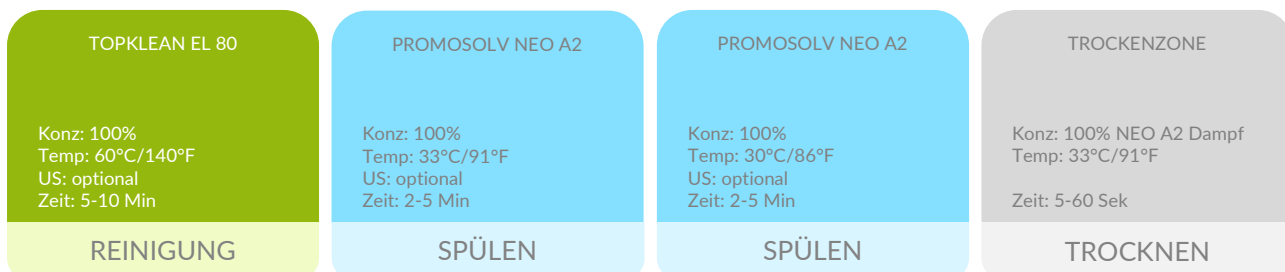 TOPKLEAN EL 80
Konz: 100%
Temp: 60°C/140°F
US: optional
Zeit: 5-10 Min
REINIGUNG
PROMOSOLV NEO A2
Konz: 100%
Temp: 33°C/91°F
US: optional
Zeit: 2-5 Min
SPÜLEN
PROMOSOLV NEO A2
Konz: 100%
Temp: 30°C/86°F
US: optional
Zeit: 2-5 Min
SPÜLEN
TROCKENZONE
Konz: 100% NEO A2 Dampf
Temp: 33°C/91°F
Zeit: 5-60 Sek
TROCKNEN